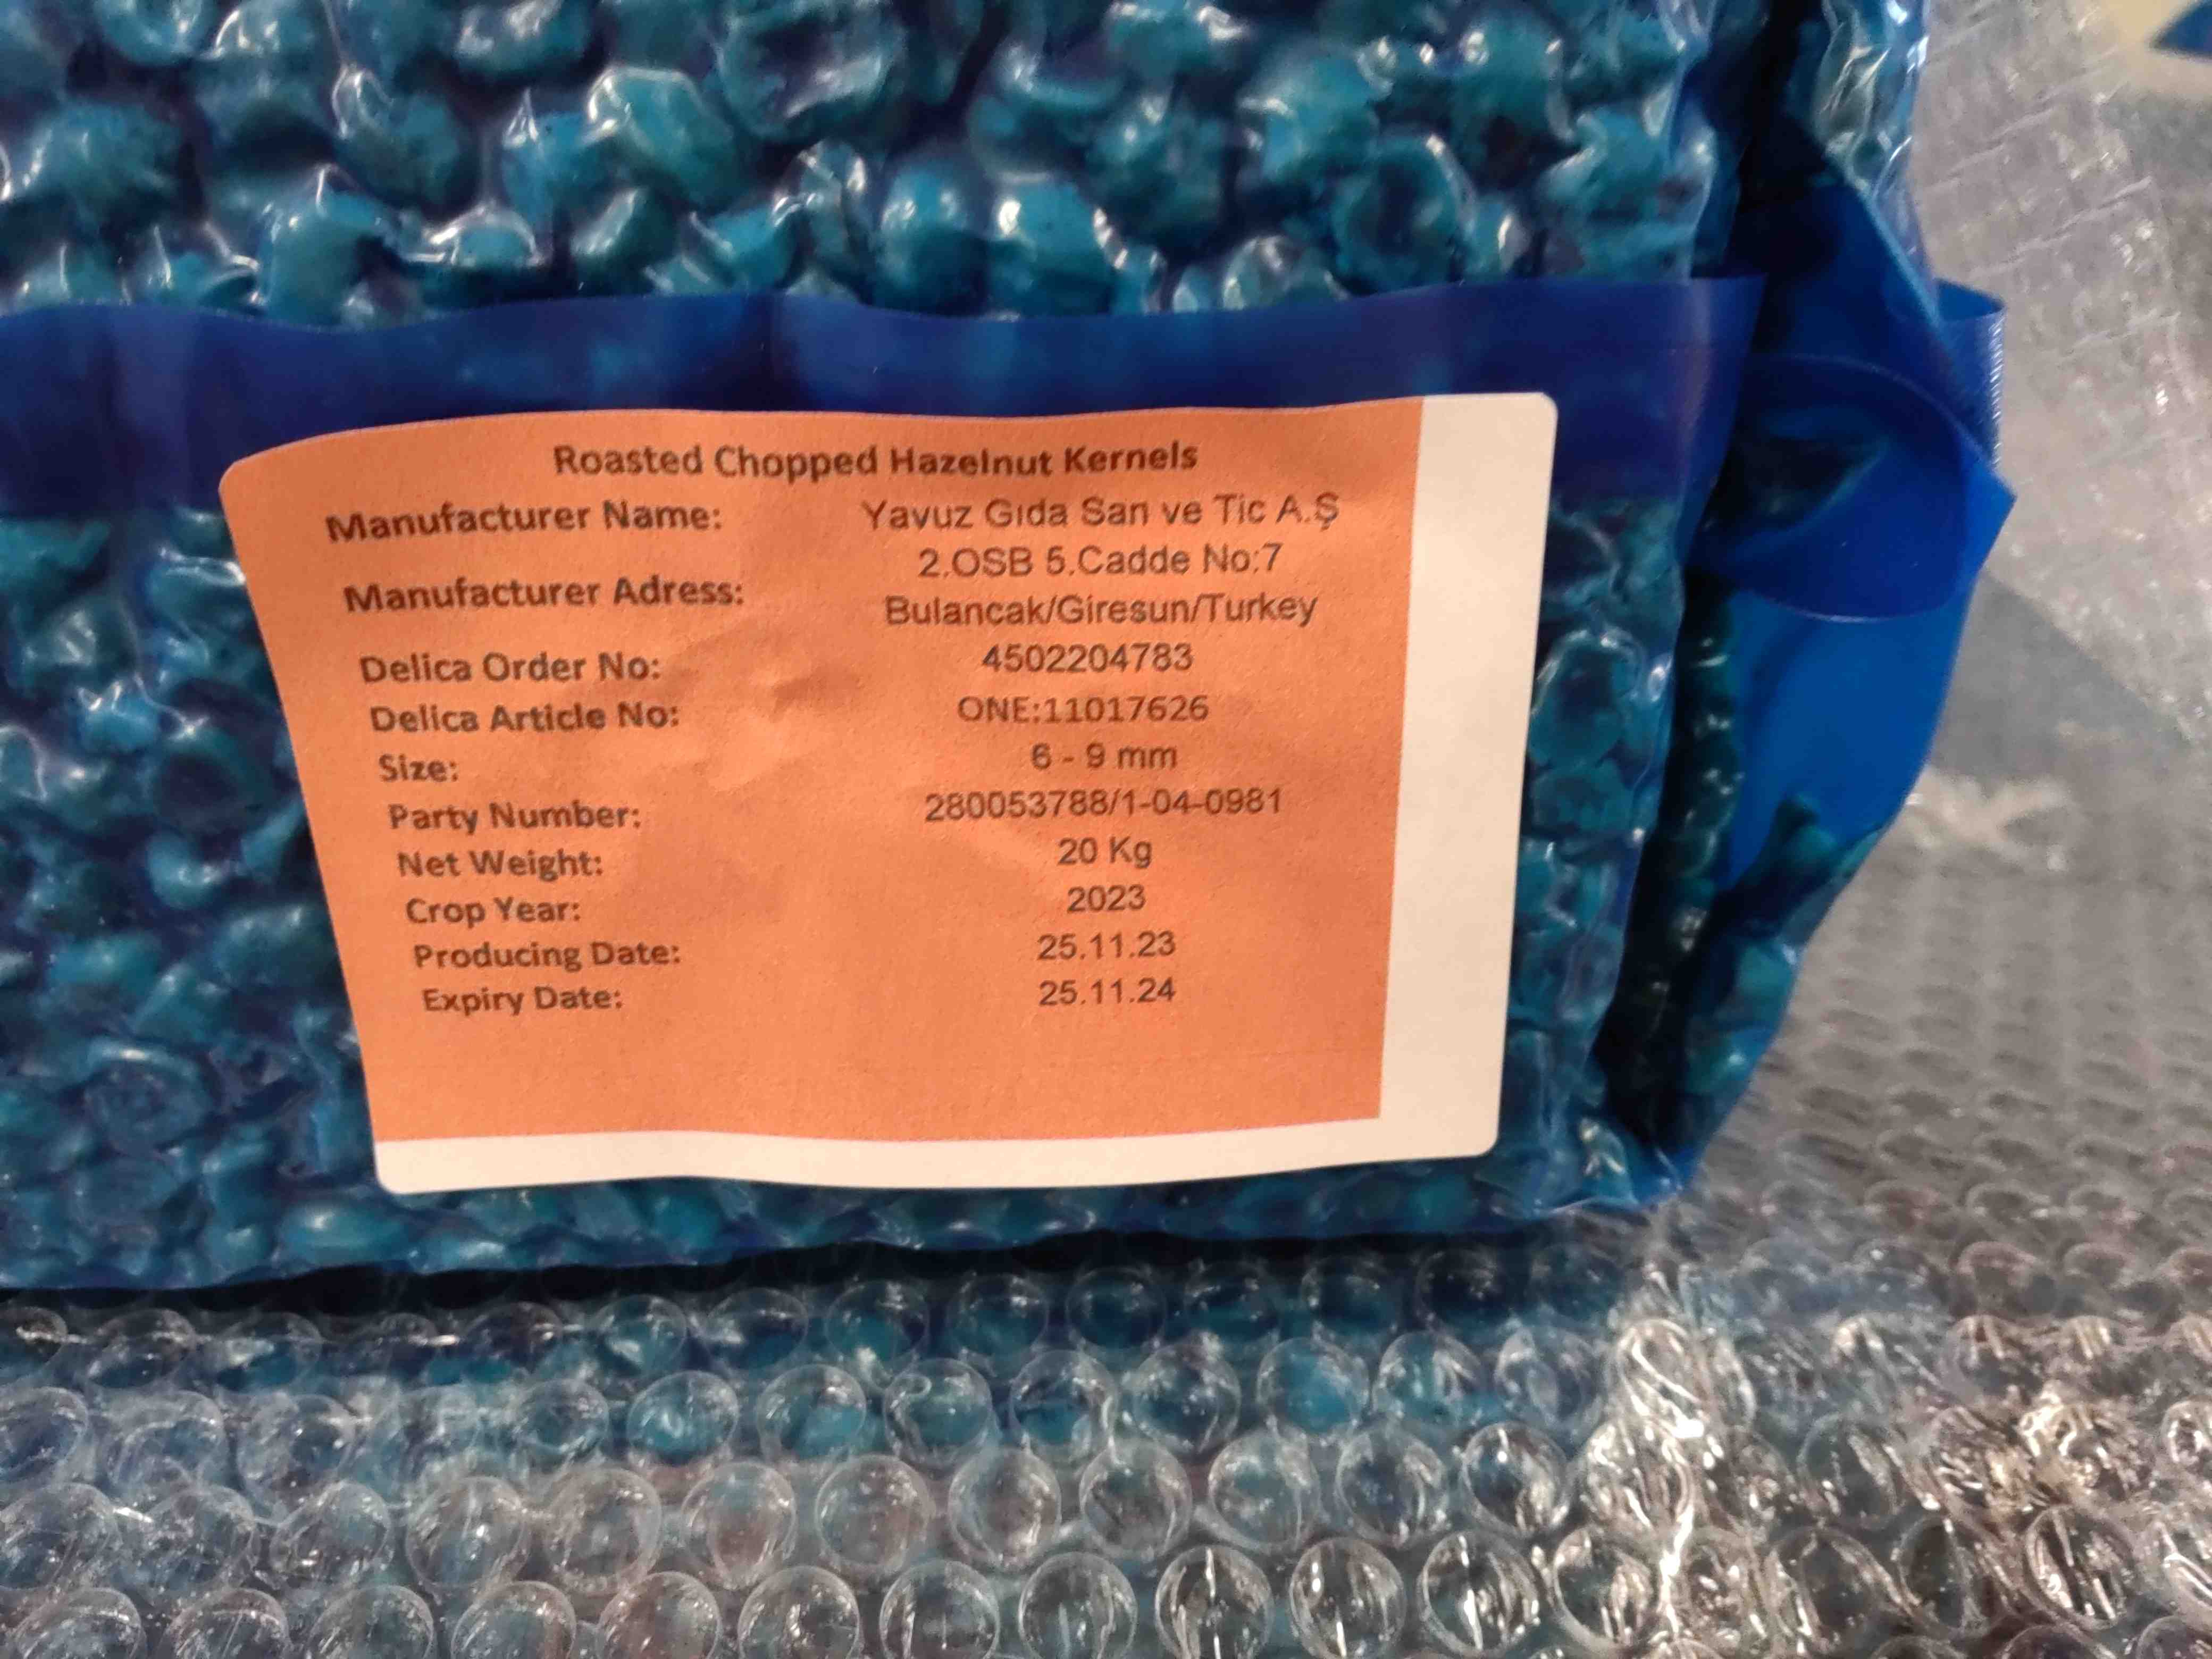 Roasted Chopped Hazelnut Kernels
Manufacturer Name: Yavuz Gıda San ve Tic A.Ş
Manufacturer Adress: 2.OSB 5.Cadde No:7
Bulancak/Giresun/Turkey
Delica Order No: 4502204783
Delica Article No: ONE:11017626
Size: 6 - 9 mm
Party Number: 280053788/1-04-0981
Net Weight: 20 Kg
Crop Year: 2023
Producing Date: 25.11.23
Expiry Date: 25.11.24